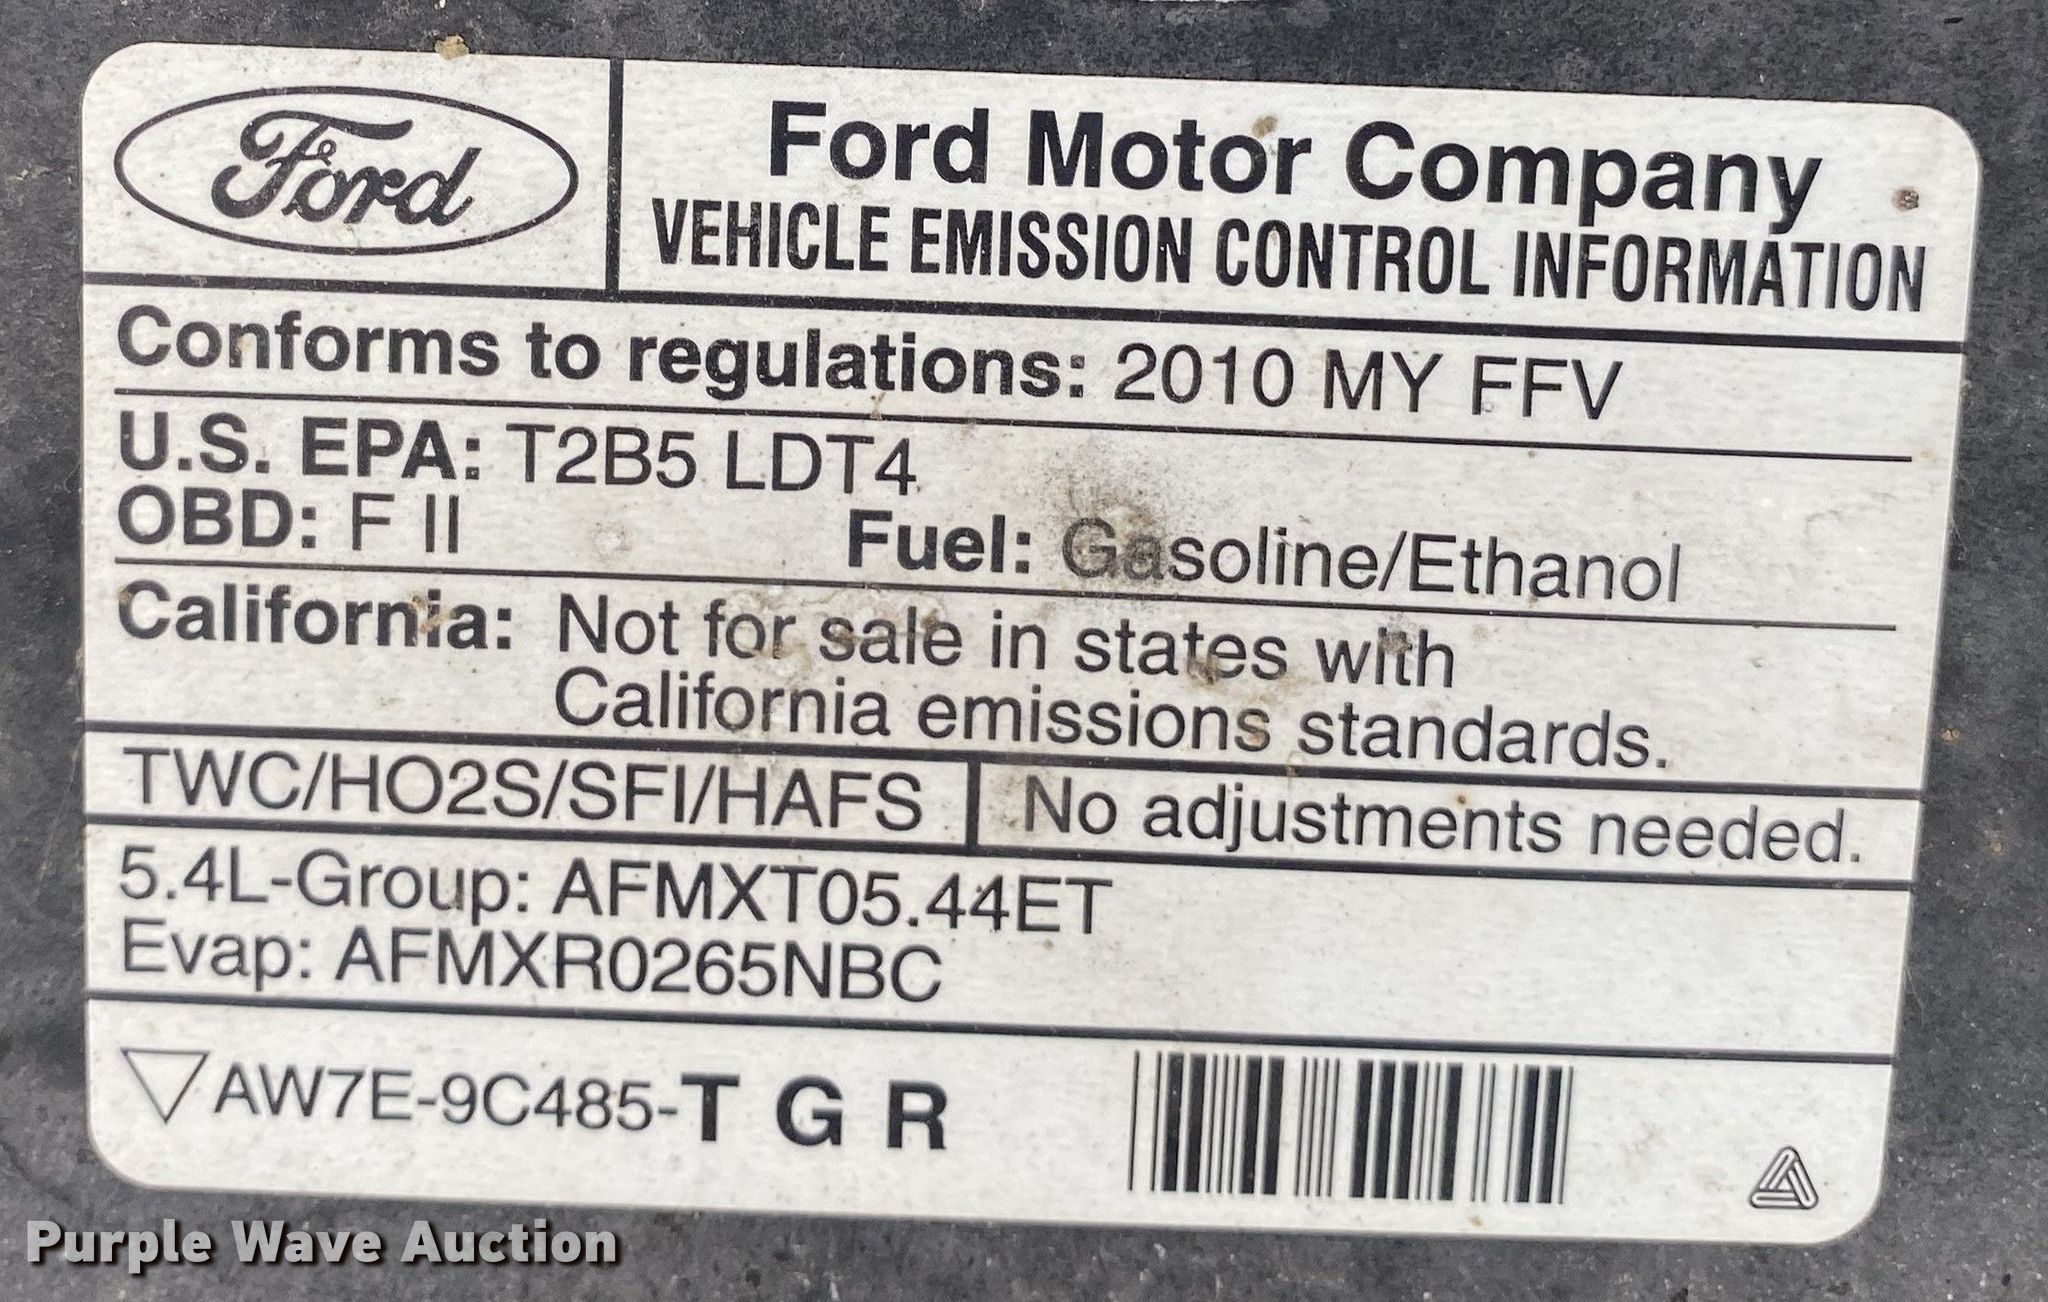 Ford
Ford Motor Company
VEHICLE EMISSION CONTROL INFORMATION
Conforms to regulations: 2010 MY FFV
U.S. EPA: T2B5 LDT4
OBD: F II
Fuel: Gasoline/Ethanol
California: Not for sale in states with
California emissions standards.
TWC/HO2S/SFI/HAFS
No adjustments needed.
5.4L-Group: AFMXT05.44ET
Evap: AFMXR0265NBC
AW7E-9C485-T G R
Purple Wave Auction